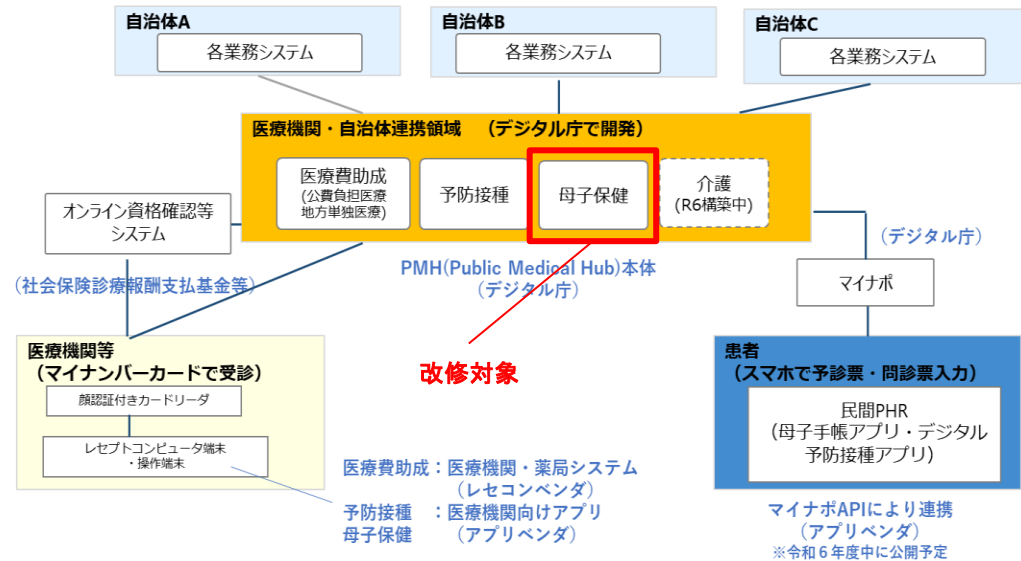 自治体A
各業務システム
自治体B
各業務システム
自治体C
各業務システム
医療機関・自治体連携領域　（デジタル庁で開発）
医療費助成
(公費負担医療
地方単独医療)
予防接種
母子保健
介護
(R6構築中)
オンライン資格確認等
システム
（社会保険診療報酬支払基金等）
PMH(Public Medical Hub)本体
（デジタル庁）
（デジタル庁）
マイナポ
改修対象
医療機関等
（マイナンバーカードで受診）
顔認証付きカードリーダ
レセプトコンピュータ端末
・操作端末
医療費助成：医療機関・薬局システム
（レセコンベンダ）
予防接種　：医療機関向けアプリ
母子保健　　（アプリベンダ）
患者
（スマホで予診票・問診票入力）
民間PHR
（母子手帳アプリ・デジタル
予防接種アプリ）
マイナポAPIにより連携
（アプリベンダ）
※令和６年度中に公開予定